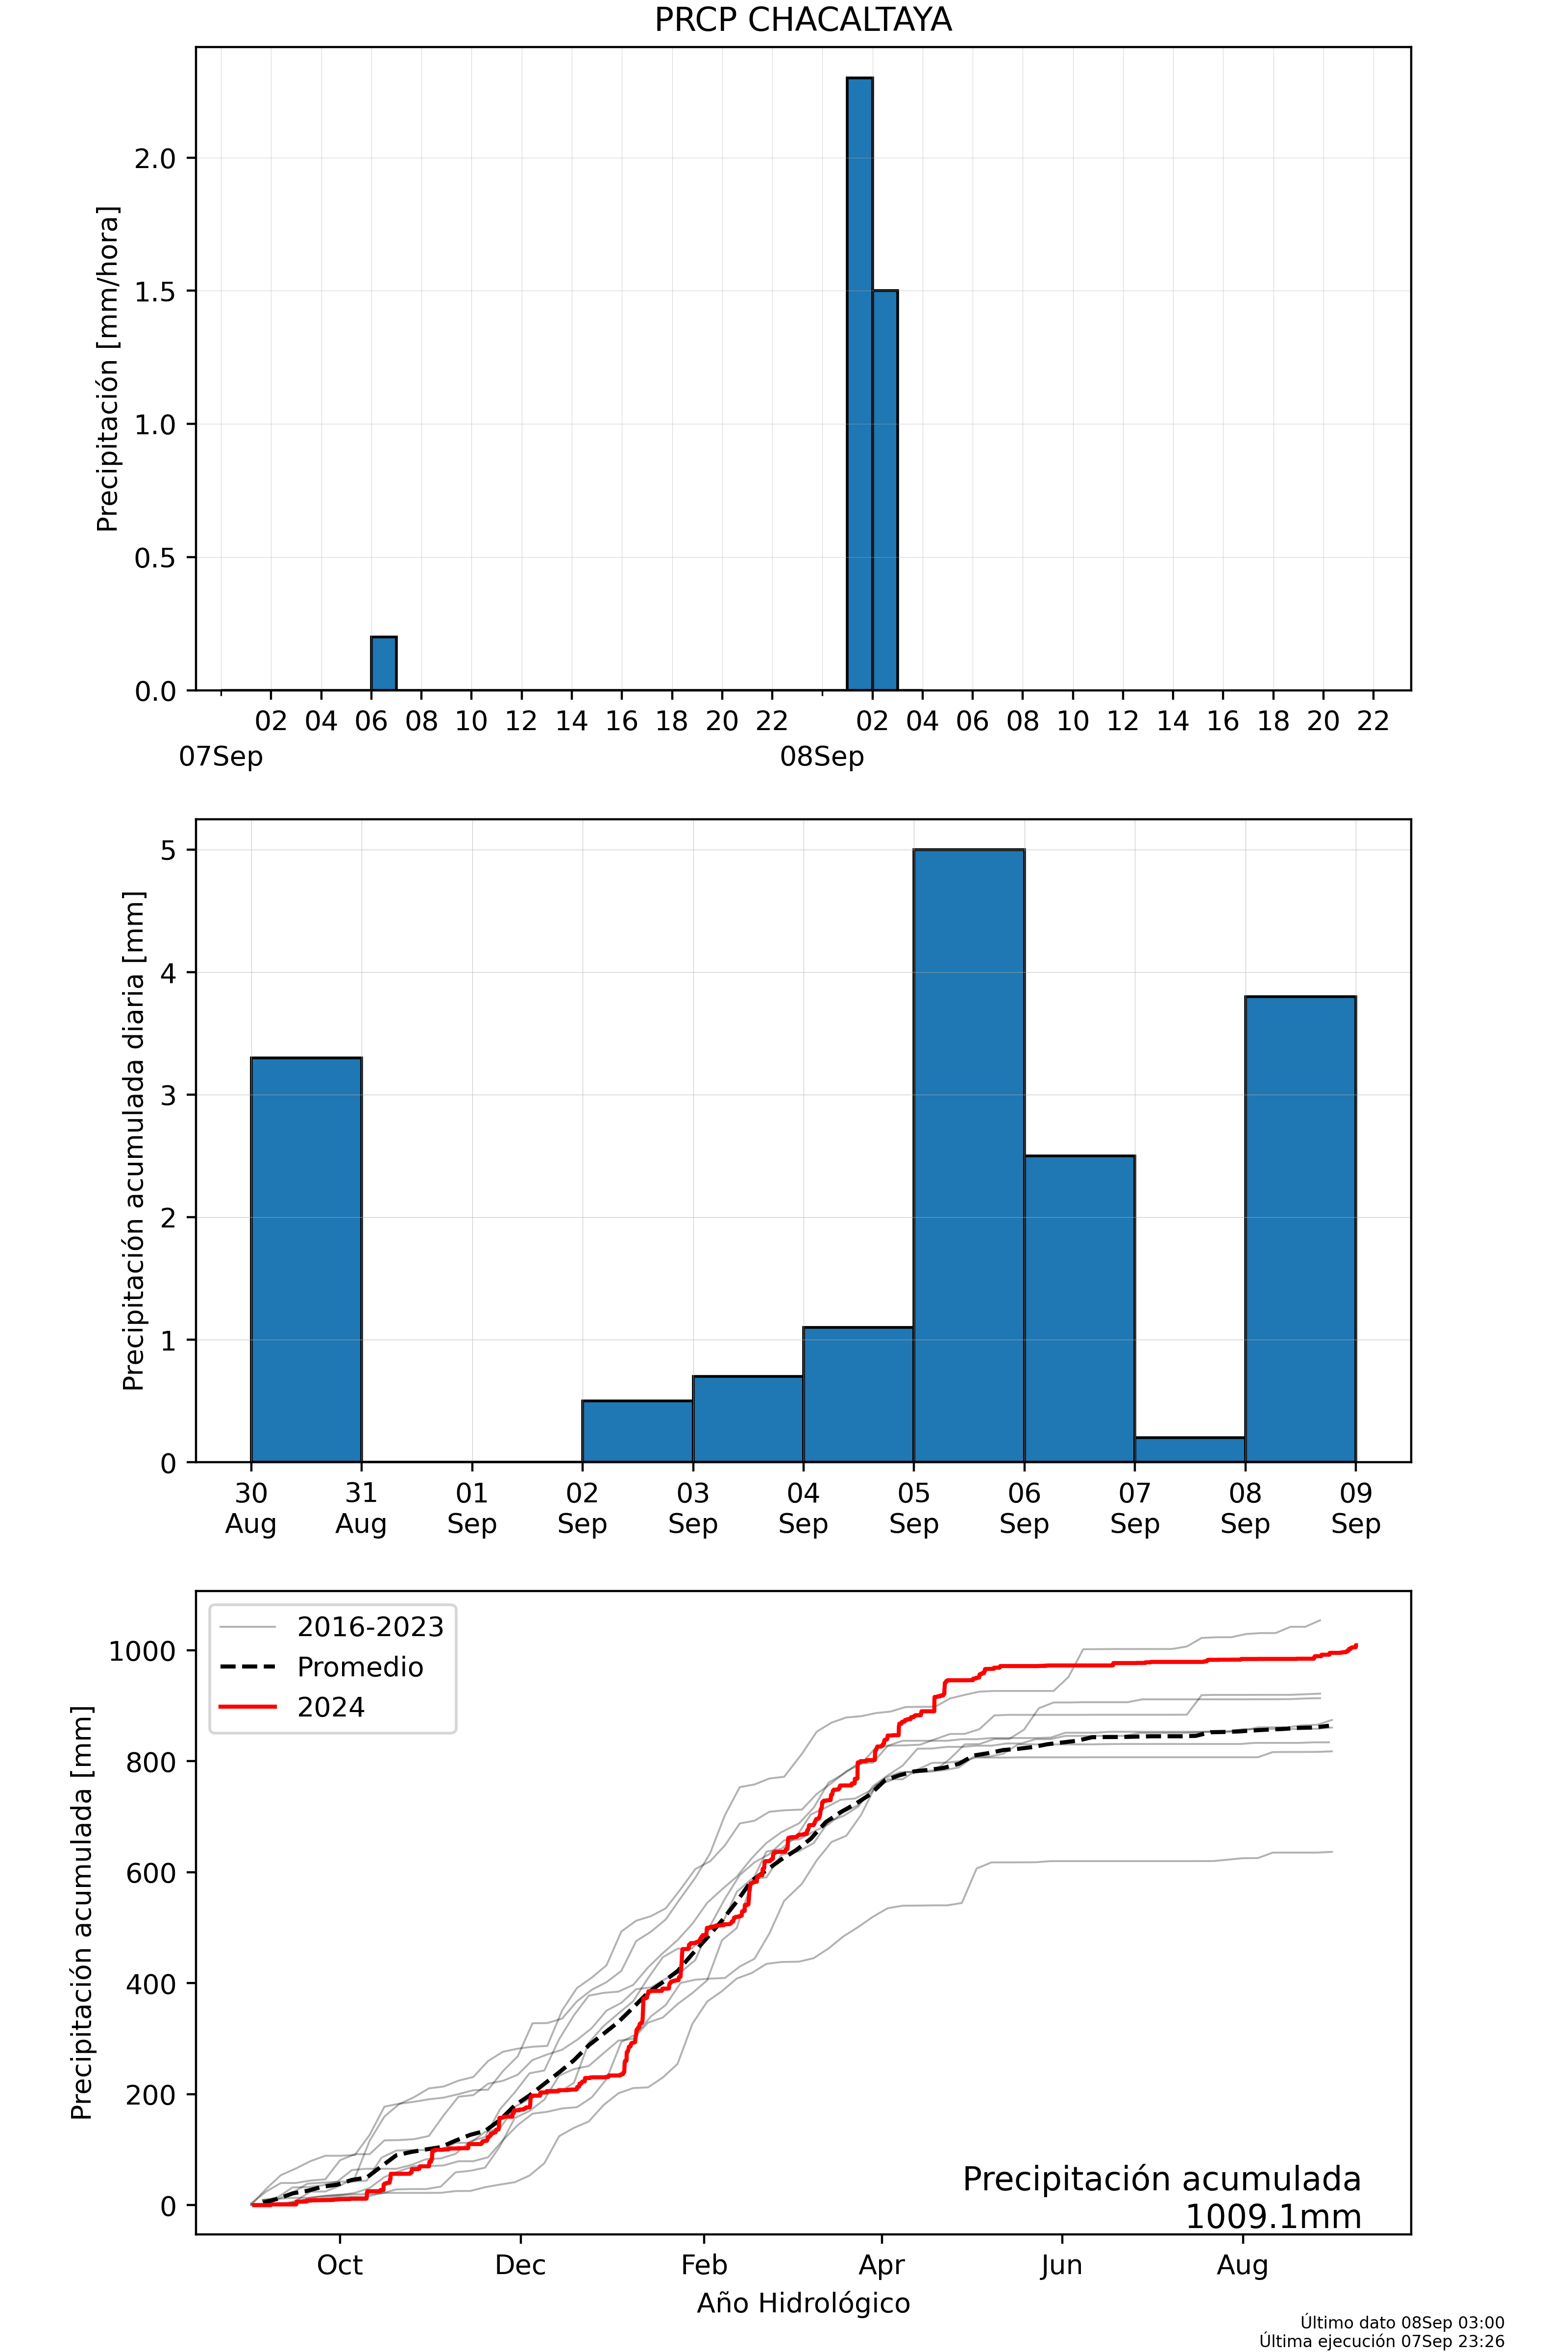 PRCP CHACALTAYA
Precipitación [mm/hora]
2.0
1.5
1.0
0.5
0.0
02 04 06 08 10 12 14 16 18 20 22 02 04 06 08 10 12 14 16 18 20 22
07Sep 08Sep
Precipitación acumulada diaria [mm]
5
4
3
2
1
0
30 31 01 02 03 04 05 06 07 08 09
Aug Aug Sep Sep Sep Sep Sep Sep Sep Sep Sep
Precipitación acumulada [mm]
1000
800
600
400
200
0
2016-2023
Promedio
2024
Precipitación acumulada
1009.1mm
Oct Dec Feb Apr Jun Aug
Año Hidrológico
Último dato 08Sep 03:00
Última ejecución 07Sep 23:26